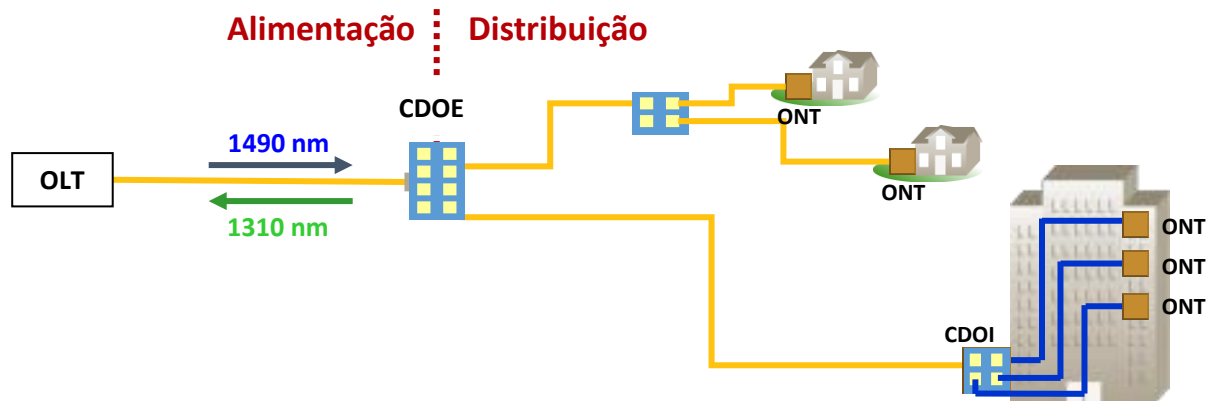 Alimentação
Distribuição
CDOE
1490 nm
OLT
1310 nm
ONT
ONT
ONT
ONT
ONT
CDOI